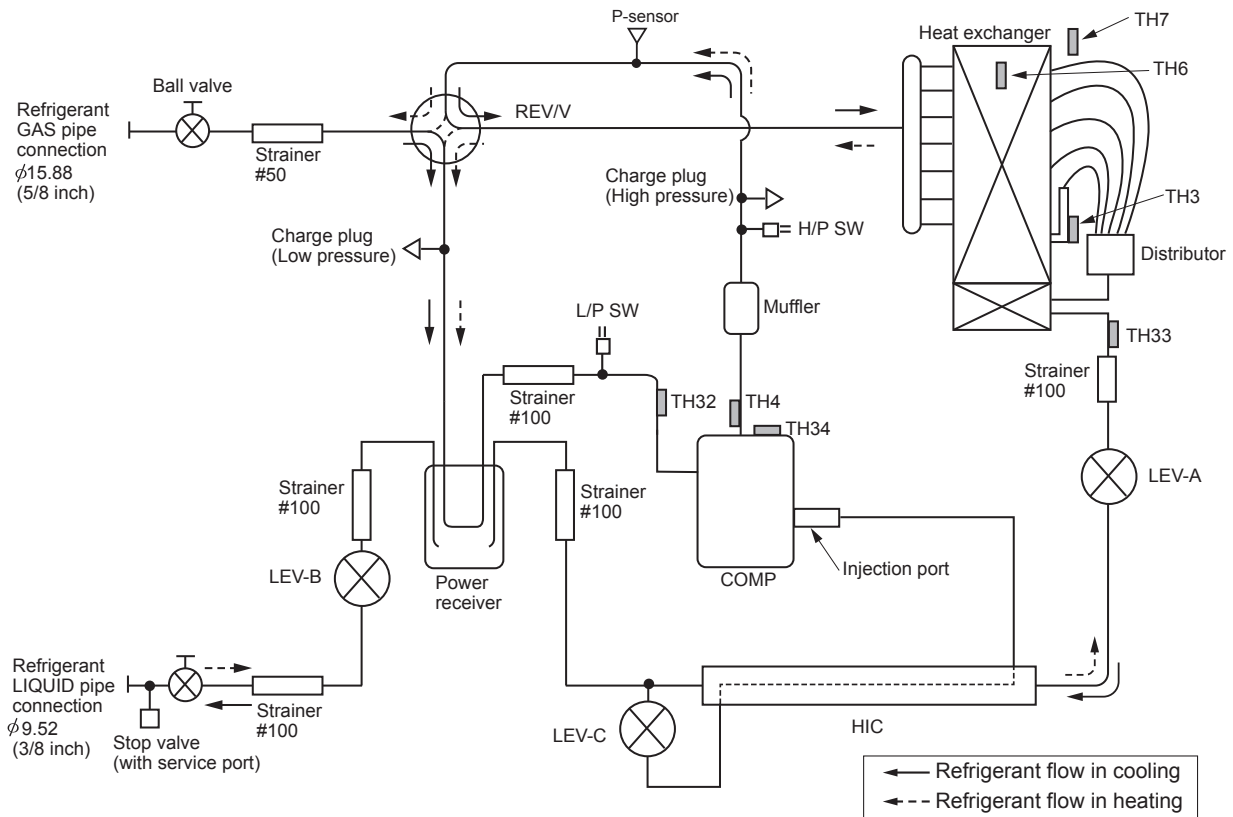 P-sensor
TH7
Heat exchanger
TH6
Ball valve
Refrigerant
GAS pipe
connection
ϕ15.88
(5/8 inch)
REV/V
Strainer
#50
Charge plug
(High pressure)
TH3
H/P SW
Charge plug
(Low pressure)
Distributor
Muffler
L/P SW
TH33
Strainer
#100
Strainer
#100
TH32
TH4
TH34
Strainer
#100
Strainer
#100
LEV-A
LEV-B
Power
receiver
COMP
Injection port
Refrigerant
LIQUID pipe
connection
ϕ9.52
(3/8 inch)
Strainer
#100
Stop valve
(with service port)
LEV-C
HIC
Refrigerant flow in cooling
Refrigerant flow in heating